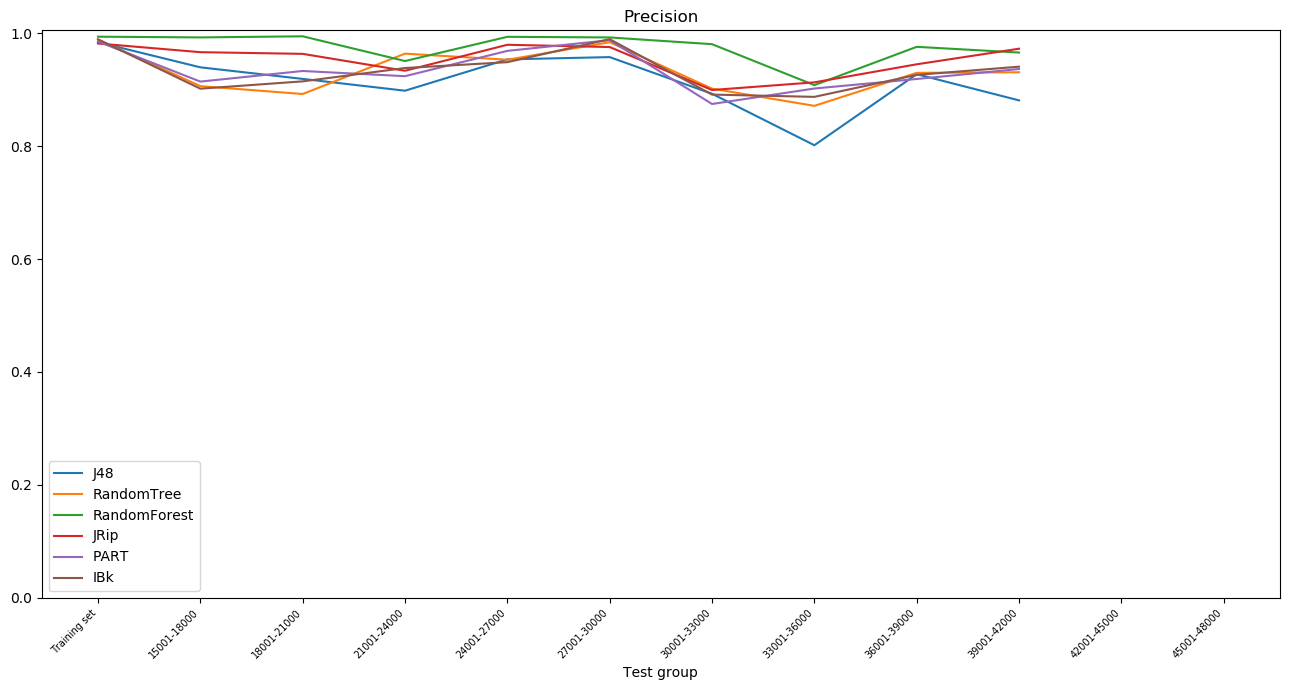 Precision
1.0
0.8
0.6
0.4
0.2
0.0
J48
RandomTree
RandomForest
JRip
PART
IBk
Training set
15001-18000
18001-21000
21001-24000
24001-27000
27001-30000
30001-33000
33001-36000
36001-39000
39001-42000
42001-45000
45001-48000
Test group